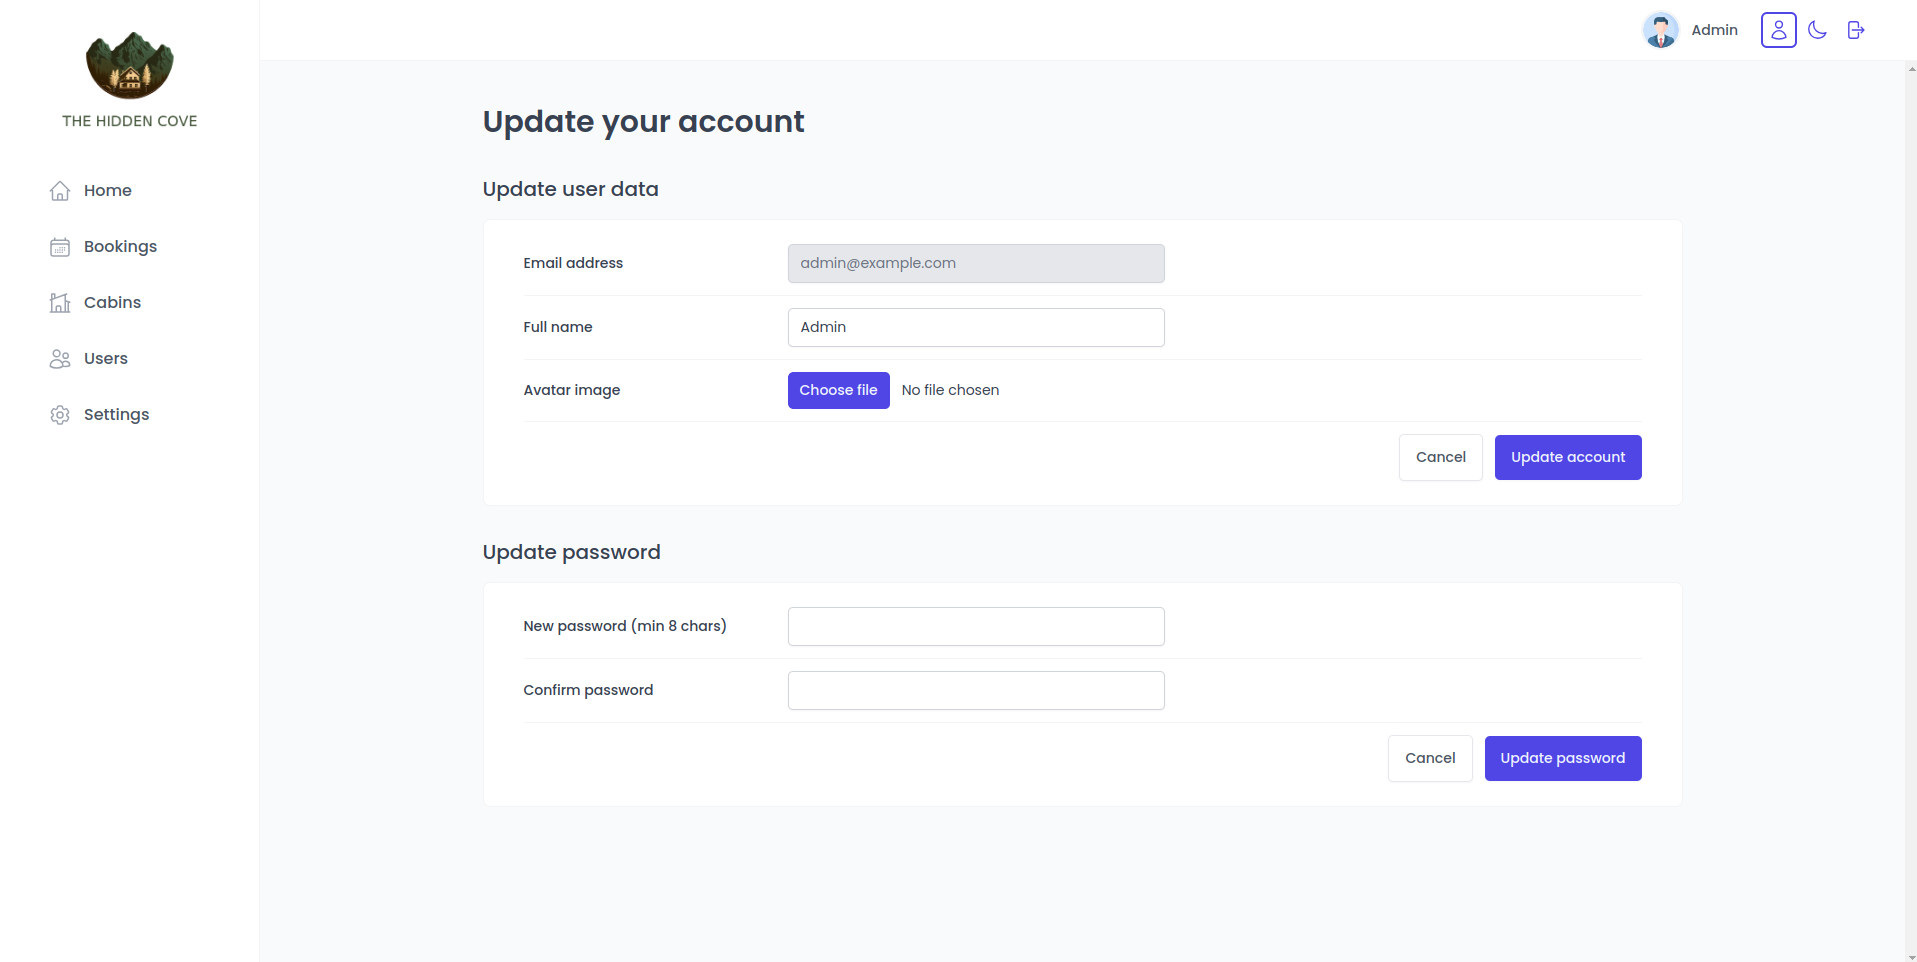 THE HIDDEN COVE
Home
Bookings
Cabins
Users
Settings
Admin
Update your account
Update user data
Email address
admin@example.com
Full name
Admin
Avatar image
Choose file No file chosen
Cancel
Update account
Update password
New password (min 8 chars)
Confirm password
Cancel
Update password